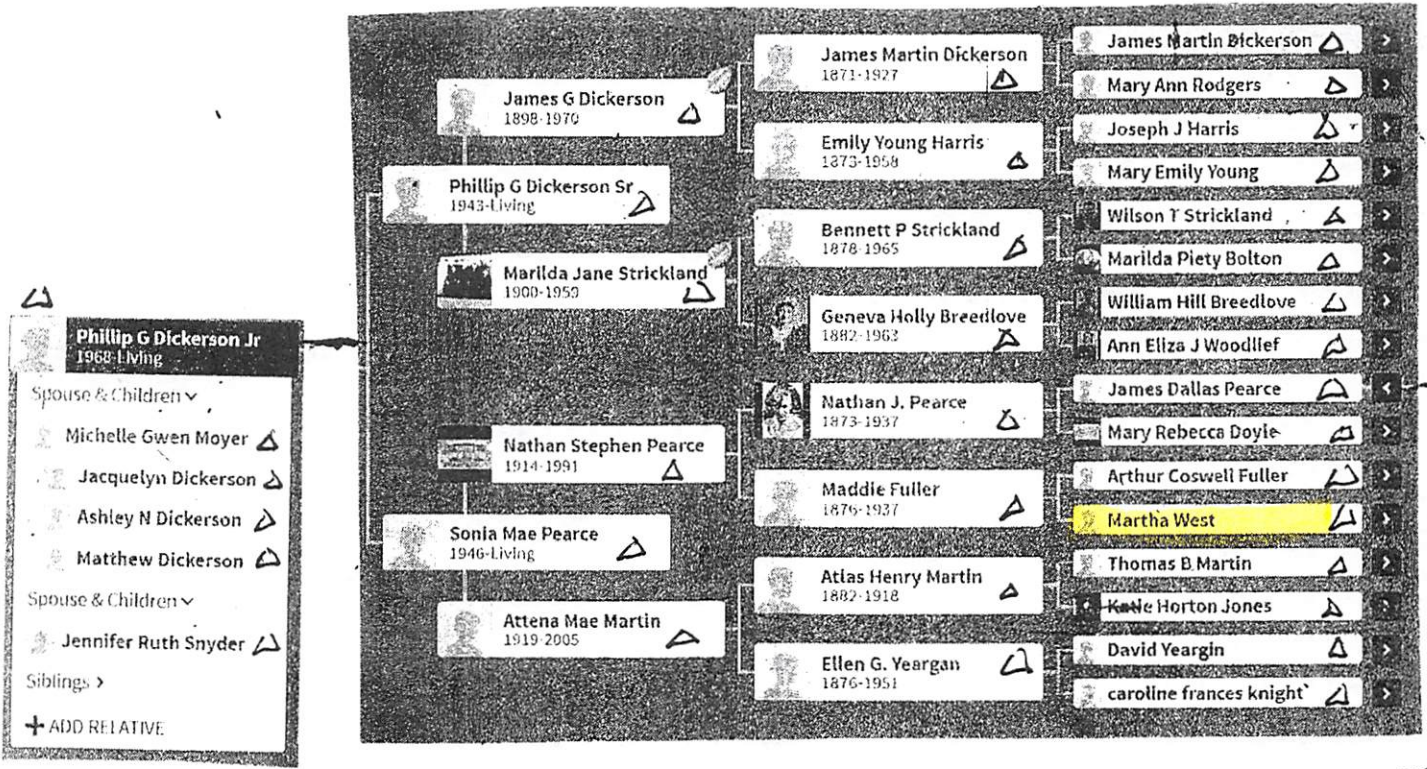 Phillip G Dickerson Jr
1968-Living
Spouse & Children
Michelle Gwen Moyer
Jacquelyn Dickerson
Ashley N Dickerson
Matthew Dickerson
Spouse & Children
Jennifer Ruth Snyder
Siblings >
+ ADD RELATIVE
James G Dickerson
1898-1970
Phillip G Dickerson Sr
1943-Living
Marilda Jane Strickland
1900-1959
Nathan Stephen Pearce
1914-1991
Sonia Mae Pearce
1946-Living
Attena Mae Martin
1919-2005
James Martin Dickerson
1871-1927
Emily Young Harris
1873-1958
Bennett P Strickland
1878-1965
Geneva Holly Breedlove
1882-1963
Nathan J. Pearce
1873-1937
Maddie Fuller
1876-1937
Atlas Henry Martin
1882-1918
Ellen G. Yeargan
1876-1951
James Martin Dickerson
Mary Ann Rodgers
Joseph J Harris
Mary Emily Young
Wilson T Strickland
Marilda Piety Bolton
William Hill Breedlove
Ann Eliza J Woodlief
James Dallas Pearce
Mary Rebecca Doyle
Arthur Coswell Fuller
Martha West
Thomas B Martin
Katie Horton Jones
David Yeargin
caroline frances knight